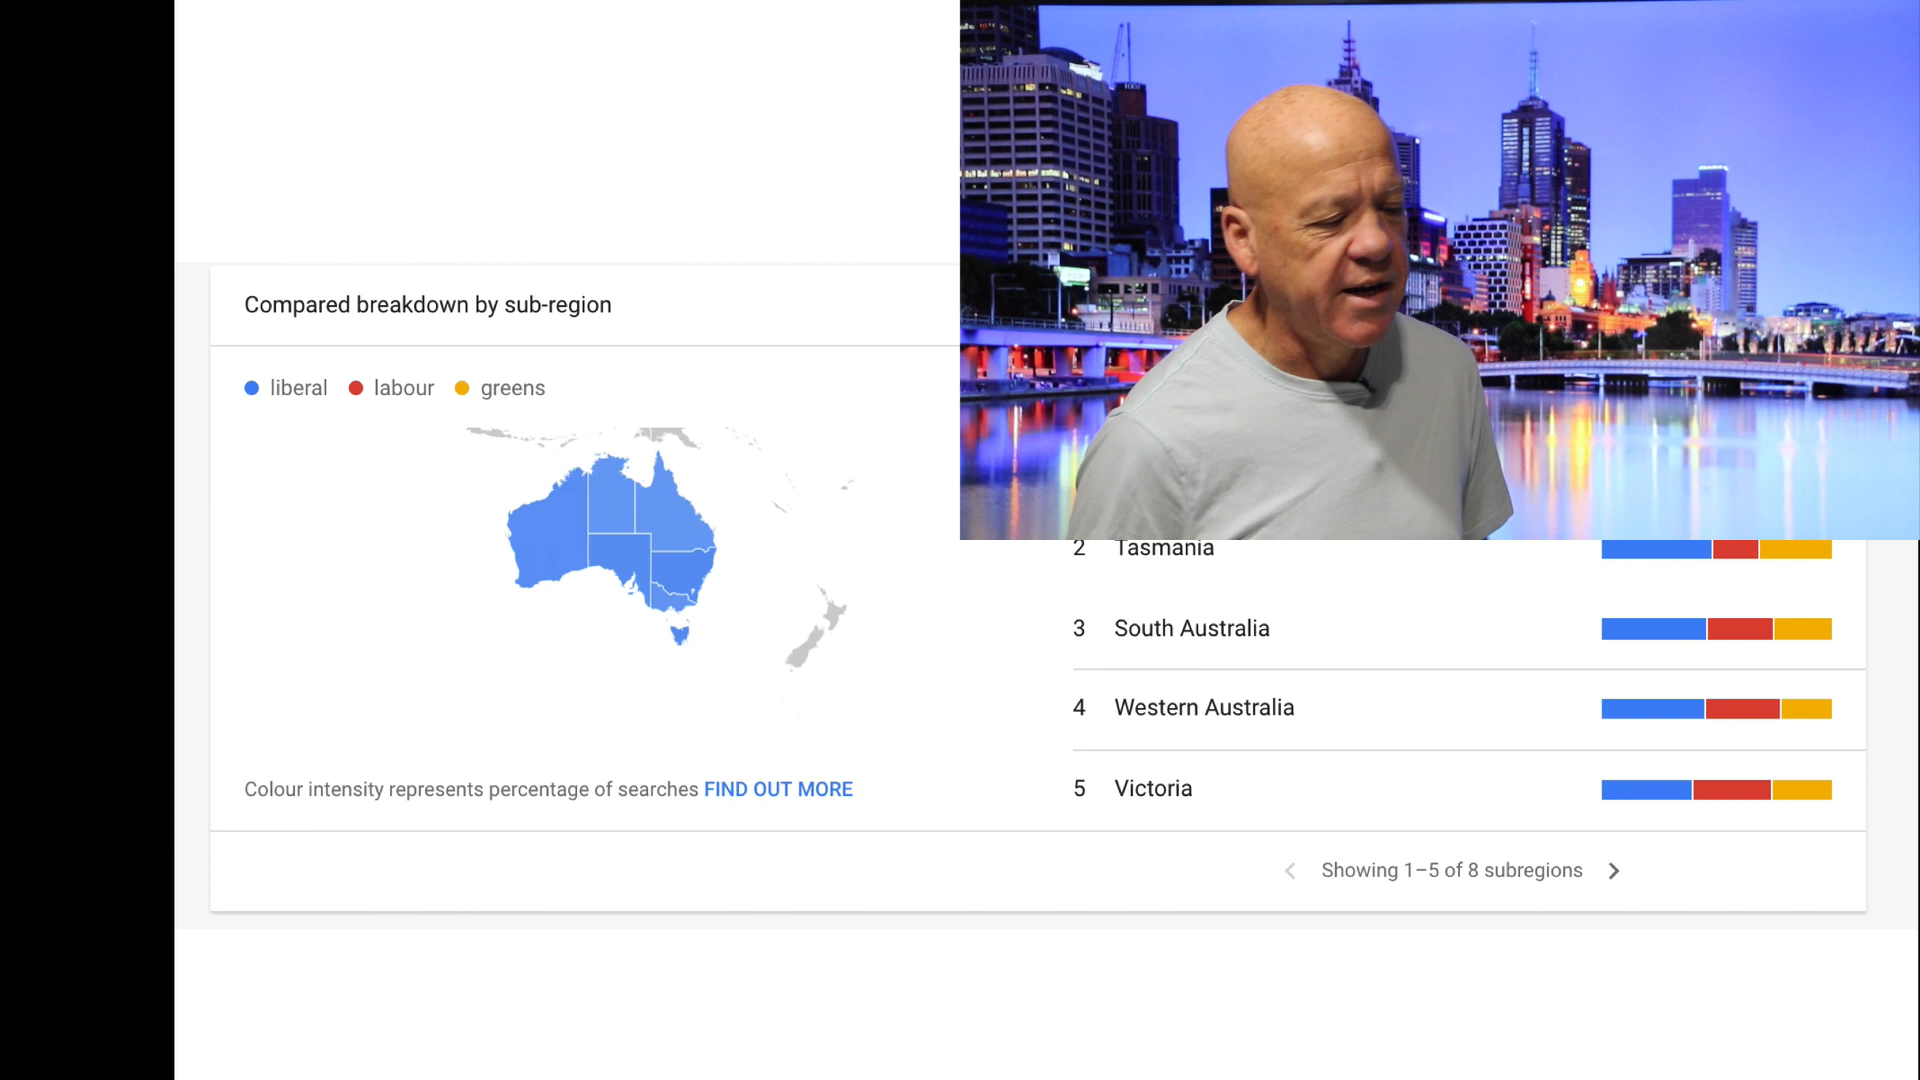 Compared breakdown by sub-region
liberal labour greens
2 Tasmania
3 South Australia
4 Western Australia
5 Victoria
Colour intensity represents percentage of searches FIND OUT MORE
Showing 1–5 of 8 subregions